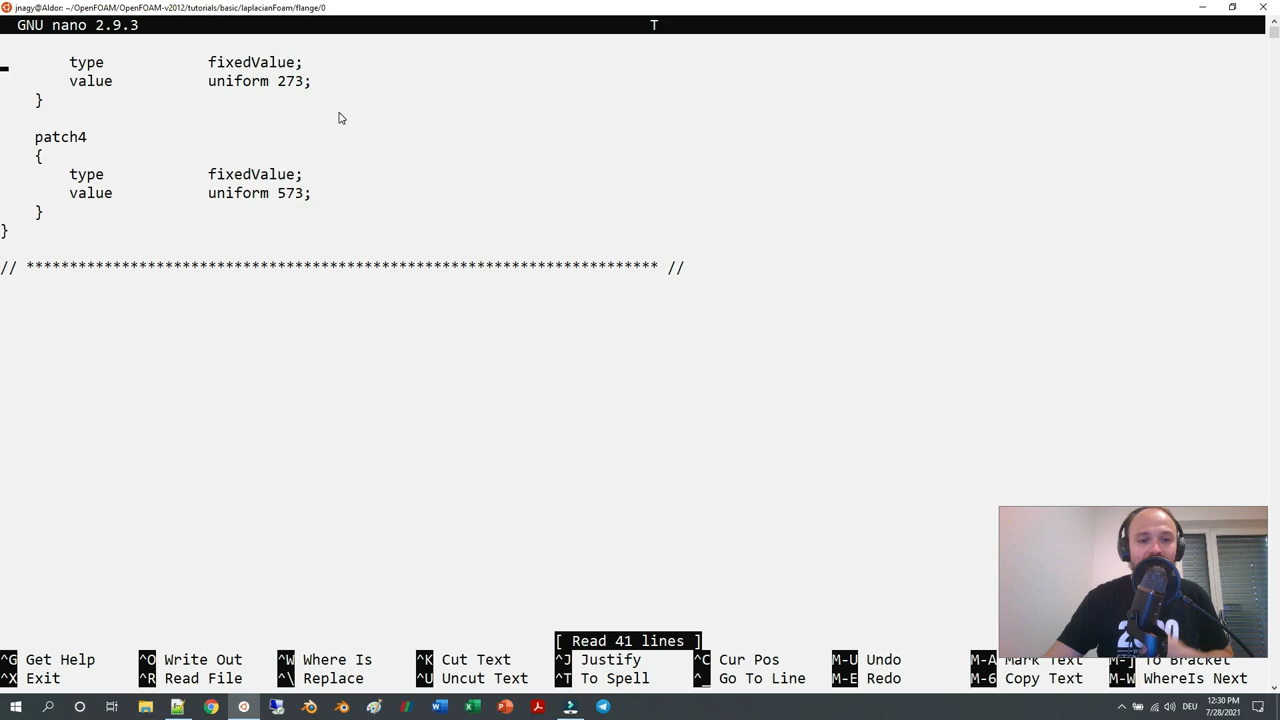 jnagy@Aldor: ~/OpenFOAM/OpenFOAM-v2012/tutorials/basic/laplacianFoam/flange/0
GNU nano 2.9.3 T
type fixedValue;
value uniform 273;
}
patch4
{
type fixedValue;
value uniform 573;
}
}
// ************************************************************************* //
[ Read 41 lines ]
^G Get Help ^O Write Out ^W Where Is ^K Cut Text ^J Justify ^C Cur Pos M-U Undo M-A Mark Text M-] To Bracket
^X Exit ^R Read File ^\ Replace ^U Uncut Text ^T To Spell ^_ Go To Line M-E Redo M-6 Copy Text M-W WhereIs Next
DEU
12:30 PM
7/28/2021